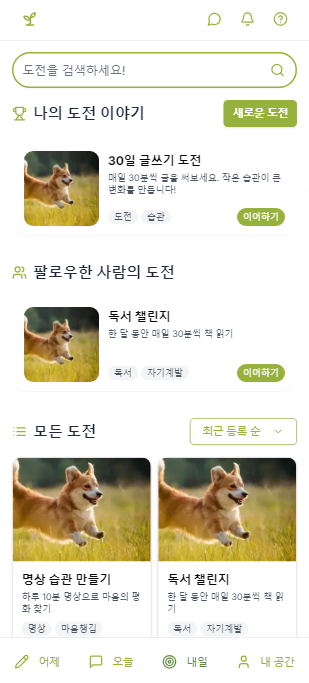 도전을 검색하세요!
나의 도전 이야기
새로운 도전
30일 글쓰기 도전
매일 30분씩 글을 써보세요. 작은 습관이 큰
변화를 만듭니다!
도전 습관
이어하기
팔로우한 사람의 도전
독서 챌린지
한 달 동안 매일 30분씩 책 읽기
독서 자기계발
이어하기
모든 도전
최근 등록 순
명상 습관 만들기
하루 10분 명상으로 마음의 평
화 찾기
명상 마음챙김
독서 챌린지
한 달 동안 매일 30분씩 책 읽
기
독서 자기계발
어제 오늘 내일 내 공간